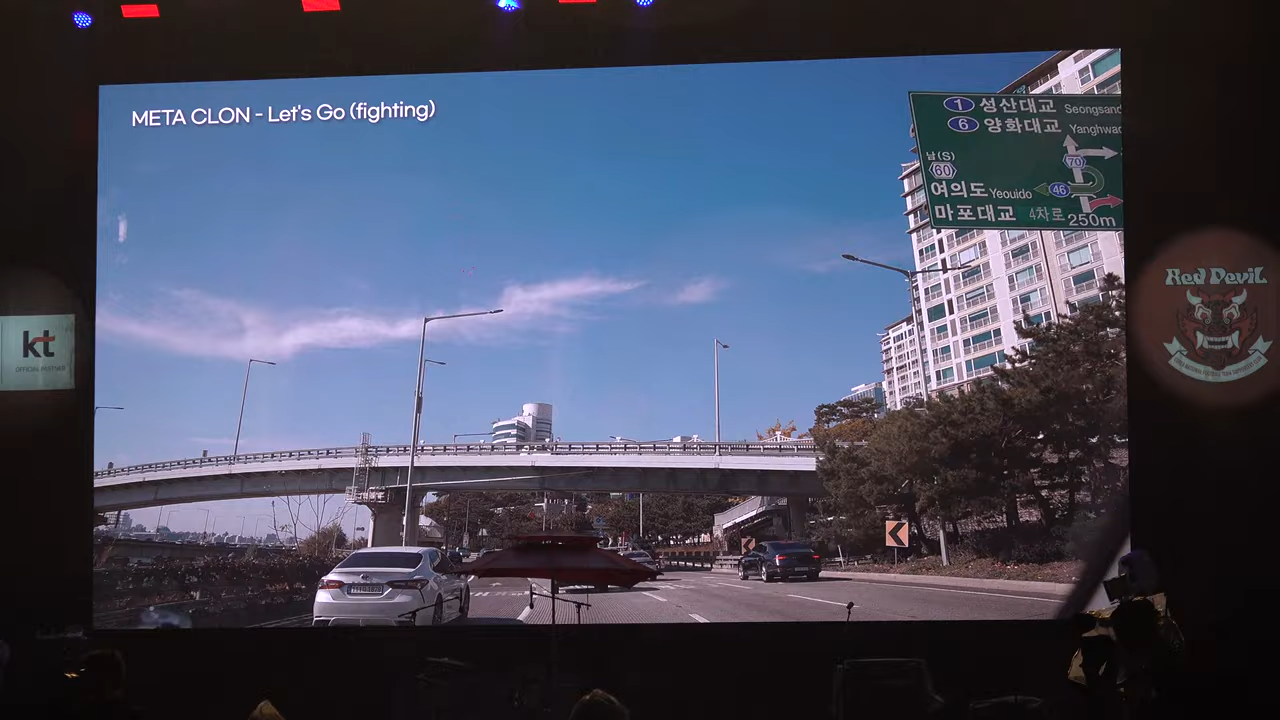 META CLON - Let's Go (fighting)
1 성산대교 Seongsand
6 양화대교 Yanghwa
남(S)
60
70
여의도 Yeouido 46
마포대교 4차로 250m
kt
OFFICIAL PARTNER
Red Devil